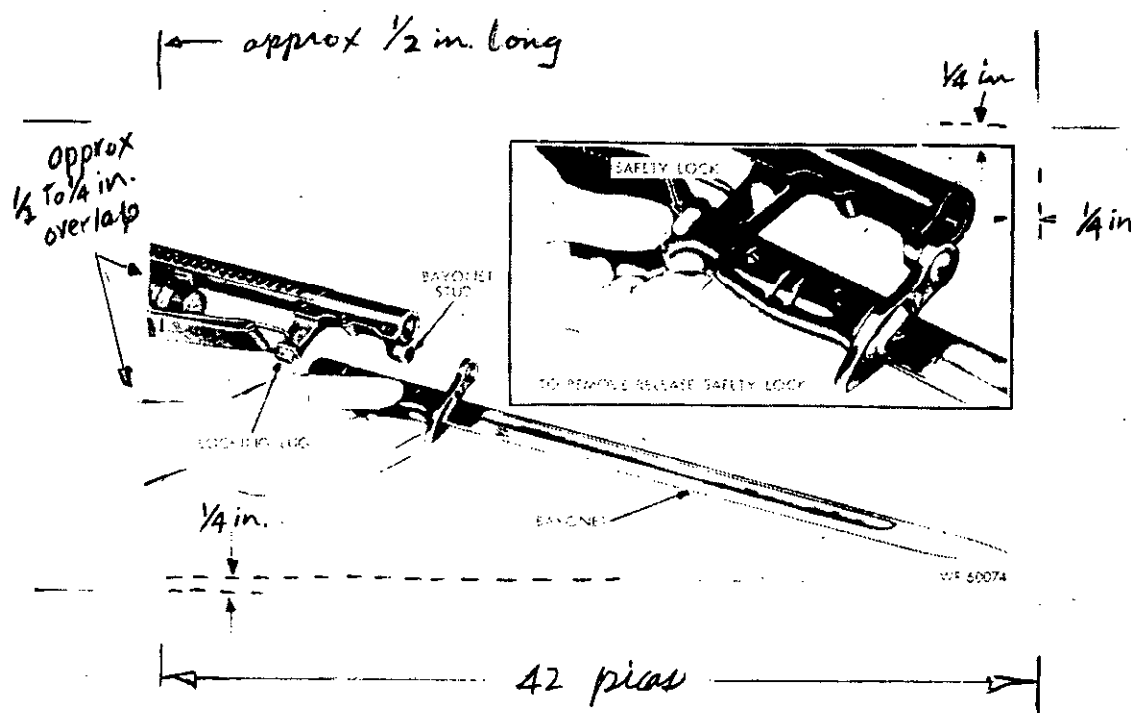 approx 1/2 in. long
1/4 in
approx
1/2 To 1/4 in.
overlap
SAFETY LOCK
1/4 in
BAYONET
STUD
TO REMOVE RELEASE SAFETY LOCK
LOCKING LUG
1/4 in.
BAYONET
WF 50074
42 picas